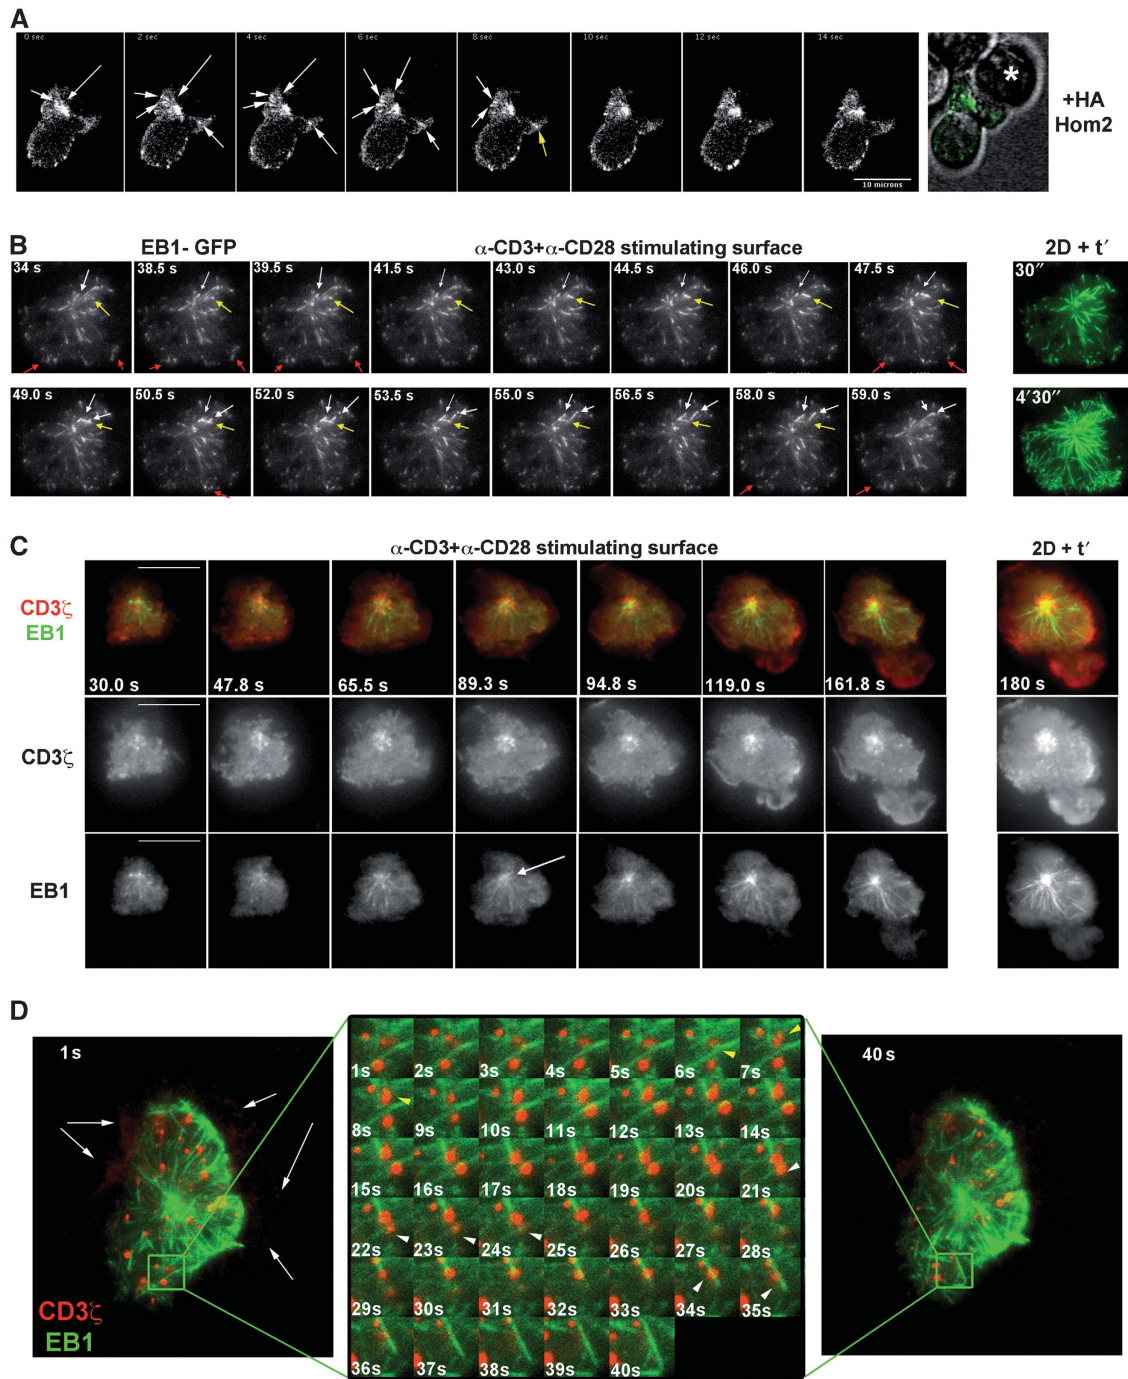 A
0 sec 2 sec 4 sec 6 sec 8 sec 10 sec 12 sec 14 sec
*
+HA
Hom2
10 microns
B
EB1- GFP α-CD3+α-CD28 stimulating surface 2D + t′
34 s 38.5 s 39.5 s 41.5 s 43.0 s 44.5 s 46.0 s 47.5 s 30″
49.0 s 50.5 s 52.0 s 53.5 s 55.0 s 56.5 s 58.0 s 59.0 s 4′30″
C
α-CD3+α-CD28 stimulating surface 2D + t′
CD3ζ
EB1
30.0 s 47.8 s 65.5 s 89.3 s 94.8 s 119.0 s 161.8 s 180 s
CD3ζ
EB1
D
1 s
CD3ζ
EB1
1s 2s 3s 4s 5s 6s 7s
8s 9s 10s 11s 12s 13s 14s
15s 16s 17s 18s 19s 20s 21s
22s 23s 24s 25s 26s 27s 28s
29s 30s 31s 32s 33s 34s 35s
36s 37s 38s 39s 40s
40 s